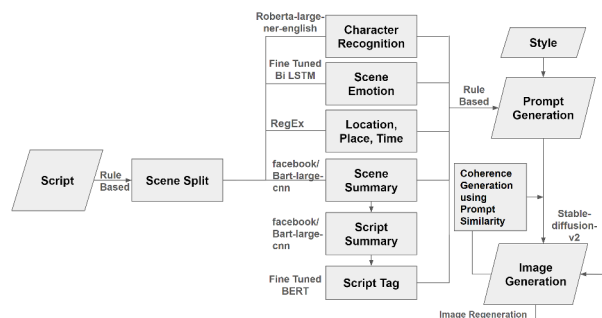 Roberta-large-
ner-english
Character
Recognition
Style
Fine Tuned
Bi LSTM
Scene
Emotion
Rule
Based
Prompt
Generation
RegEx
Location,
Place, Time
Script
Rule
Based
Scene Split
facebook/
Bart-large-
cnn
Scene
Summary
Coherence
Generation
using
Prompt
Similarity
facebook/
Bart-large-
cnn
Script
Summary
Stable-
diffusion-
v2
Fine Tuned
BERT
Script Tag
Image
Generation
Image Regeneration